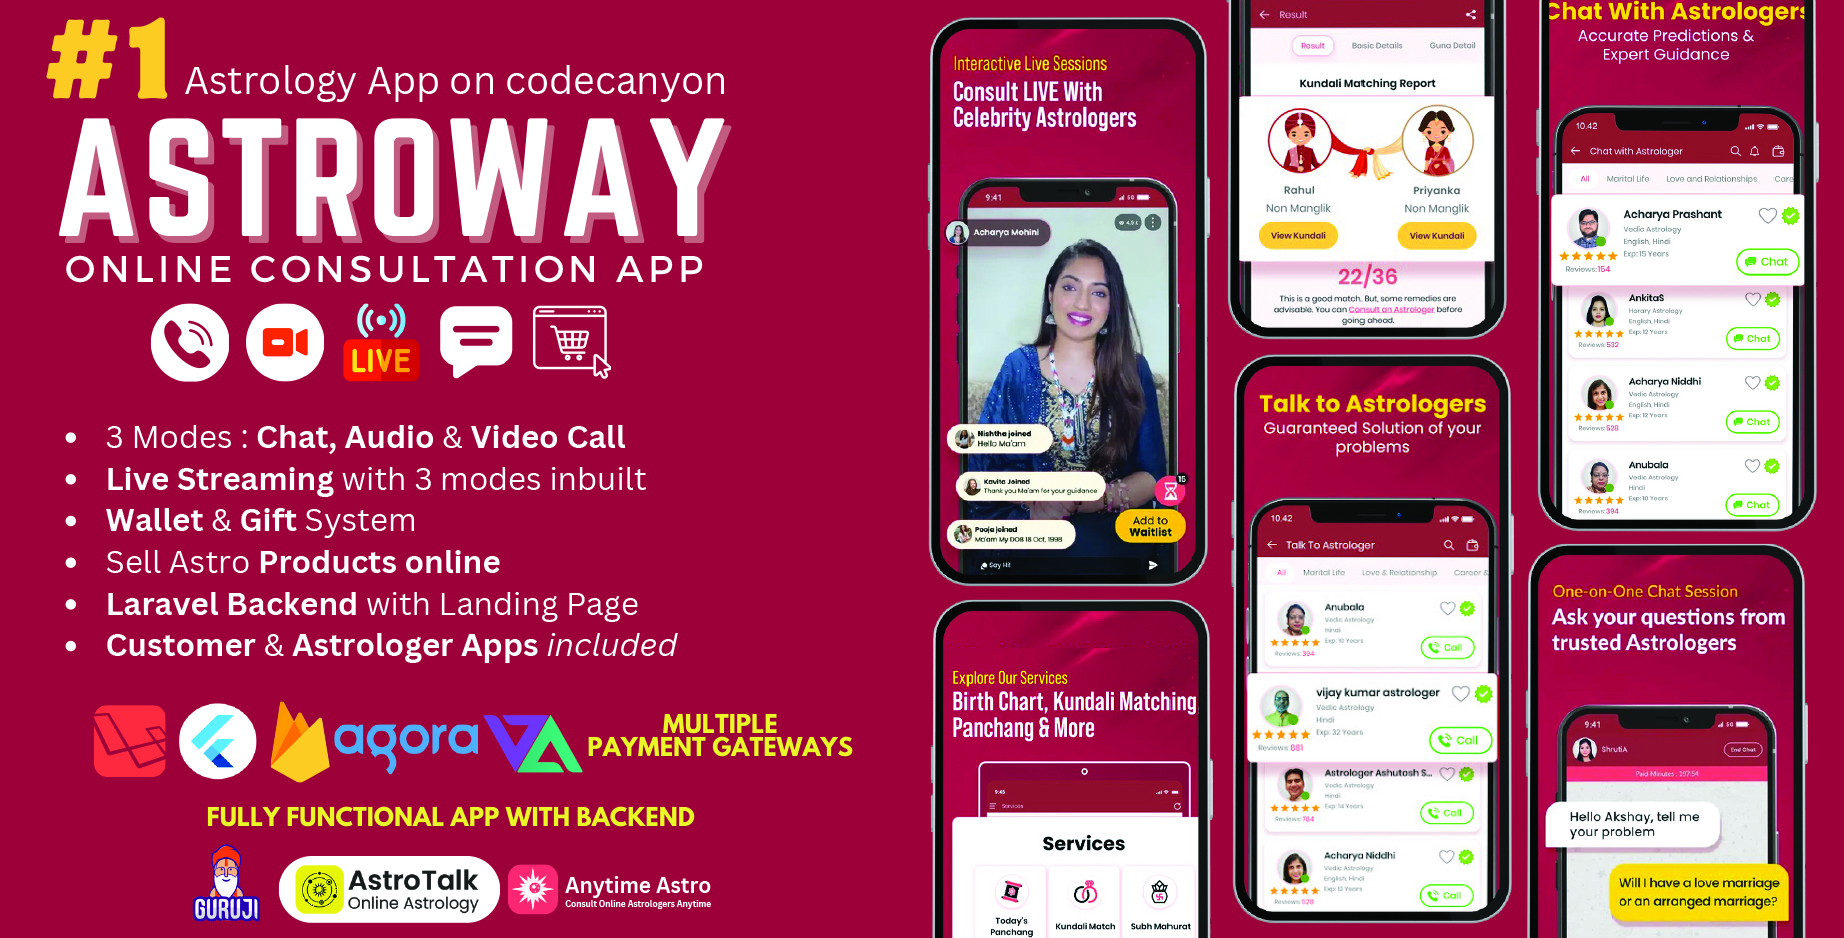 #1 Astrology App on codecanyon
ASTROWAY
ONLINE CONSULTATION APP
LIVE
3 Modes : Chat, Audio & Video Call
Live Streaming with 3 modes inbuilt
Wallet & Gift System
Sell Astro Products online
Laravel Backend with Landing Page
Customer & Astrologer Apps included
agora
MULTIPLE
PAYMENT GATEWAYS
FULLY FUNCTIONAL APP WITH BACKEND
GURUJI
AstroTalk
Online Astrology
Anytime Astro
Consult Online Astrologers Anytime
Interactive Live Sessions
Consult LIVE With
Celebrity Astrologers
9:41
5G
Acharya Mohini
Nishtha joined
Hello Ma'am
Kavita Joined
Thank you Ma'am for your guidance
15
Pooja joined
Ma'am My DOB 18 Oct, 1998
Add to
Waitlist
Say Hi!
Explore Our Services
Birth Chart, Kundali Matching
Panchang & More
9:45
Services
Services
Today's
Panchang
Kundali Match
Subh Mahurat
Result
Result Basic Details Guna Detail
Kundali Matching Report
Rahul
Non Manglik
View Kundali
Priyanka
Non Manglik
View Kundali
22/36
This is a good match. But, some remedies are
advisable. You can Consult an Astrologer before
going ahead.
Talk to Astrologers
Guaranteed Solution of your
problems
10.42
Talk To Astrologer
All Marital Life Love & Relationship Career &
Anubala
Vedic Astrology
Hindi
Exp: 10 Years
Reviews: 394
Call
vijay kumar astrologer
Vedic Astrology
Hindi
Exp: 32 Years
Reviews: 881
Call
Astrologer Ashutosh S...
Vedic Astrology
Hindi
Exp: 14 Years
Reviews: 784
Call
Acharya Niddhi
Vedic Astrology
English, Hindi
Exp: 12 Years
Reviews: 528
Call
Chat With Astrologers
Accurate Predictions &
Expert Guidance
10.42
Chat with Astrologer
All Marital Life Love and Relationships Care
Acharya Prashant
Vedic Astrology
English, Hindi
Exp: 15 Years
Reviews: 154
Chat
AnkitaS
Horary Astrology
English, Hindi
Exp: 12 Years
Reviews: 532
Chat
Acharya Niddhi
Vedic Astrology
English, Hindi
Exp: 12 Years
Reviews: 528
Chat
Anubala
Vedic Astrology
Hindi
Exp: 10 Years
Reviews: 394
Chat
One-on-One Chat Session
Ask your questions from
trusted Astrologers
9:41
5G
ShrutiA
End Chat
Paid Minutes : 197:54
Hello Akshay, tell me
your problem
Will I have a love marriage
or an arranged marriage?